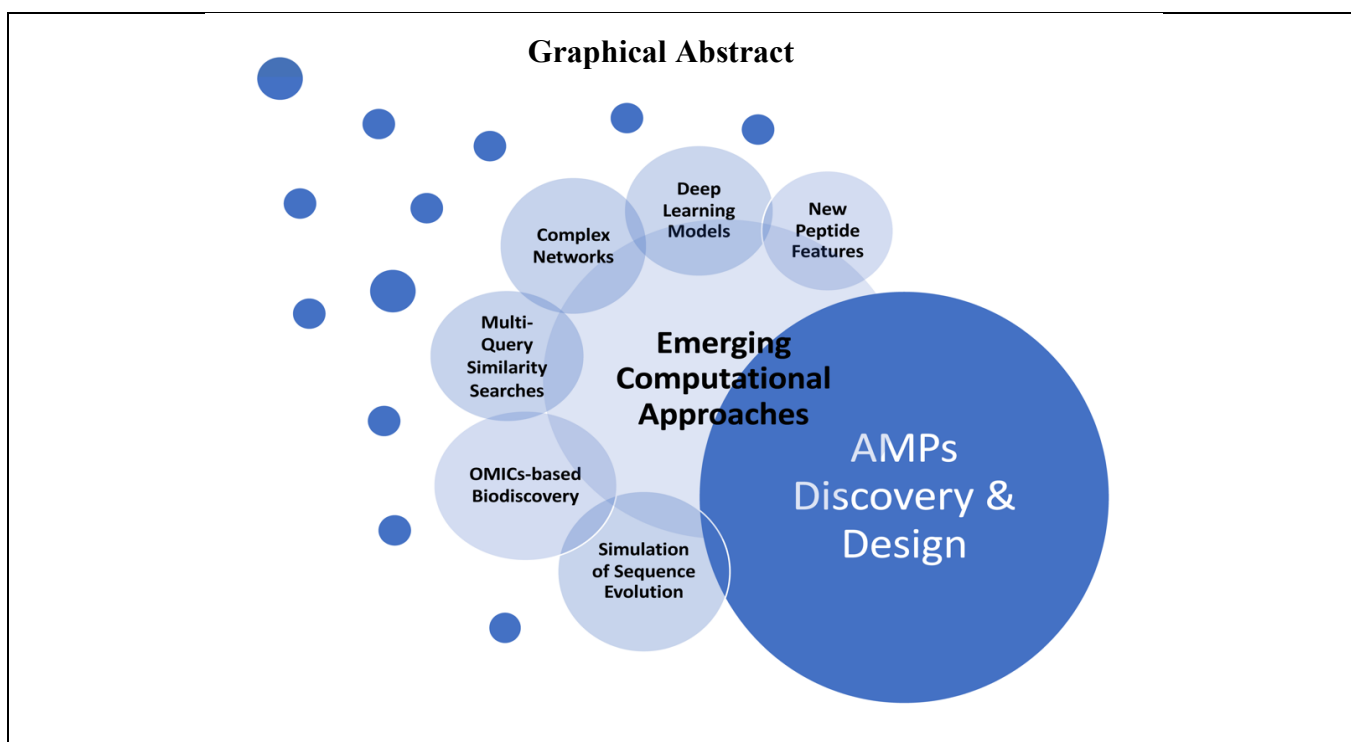 Graphical Abstract
Deep
Learning
Models
New
Peptide
Features
Complex
Networks
Multi-
Query
Similarity
Searches
Emerging
Computational
Approaches
OMICs-based
Biodiscovery
Simulation
of Sequence
Evolution
AMPs
Discovery &
Design